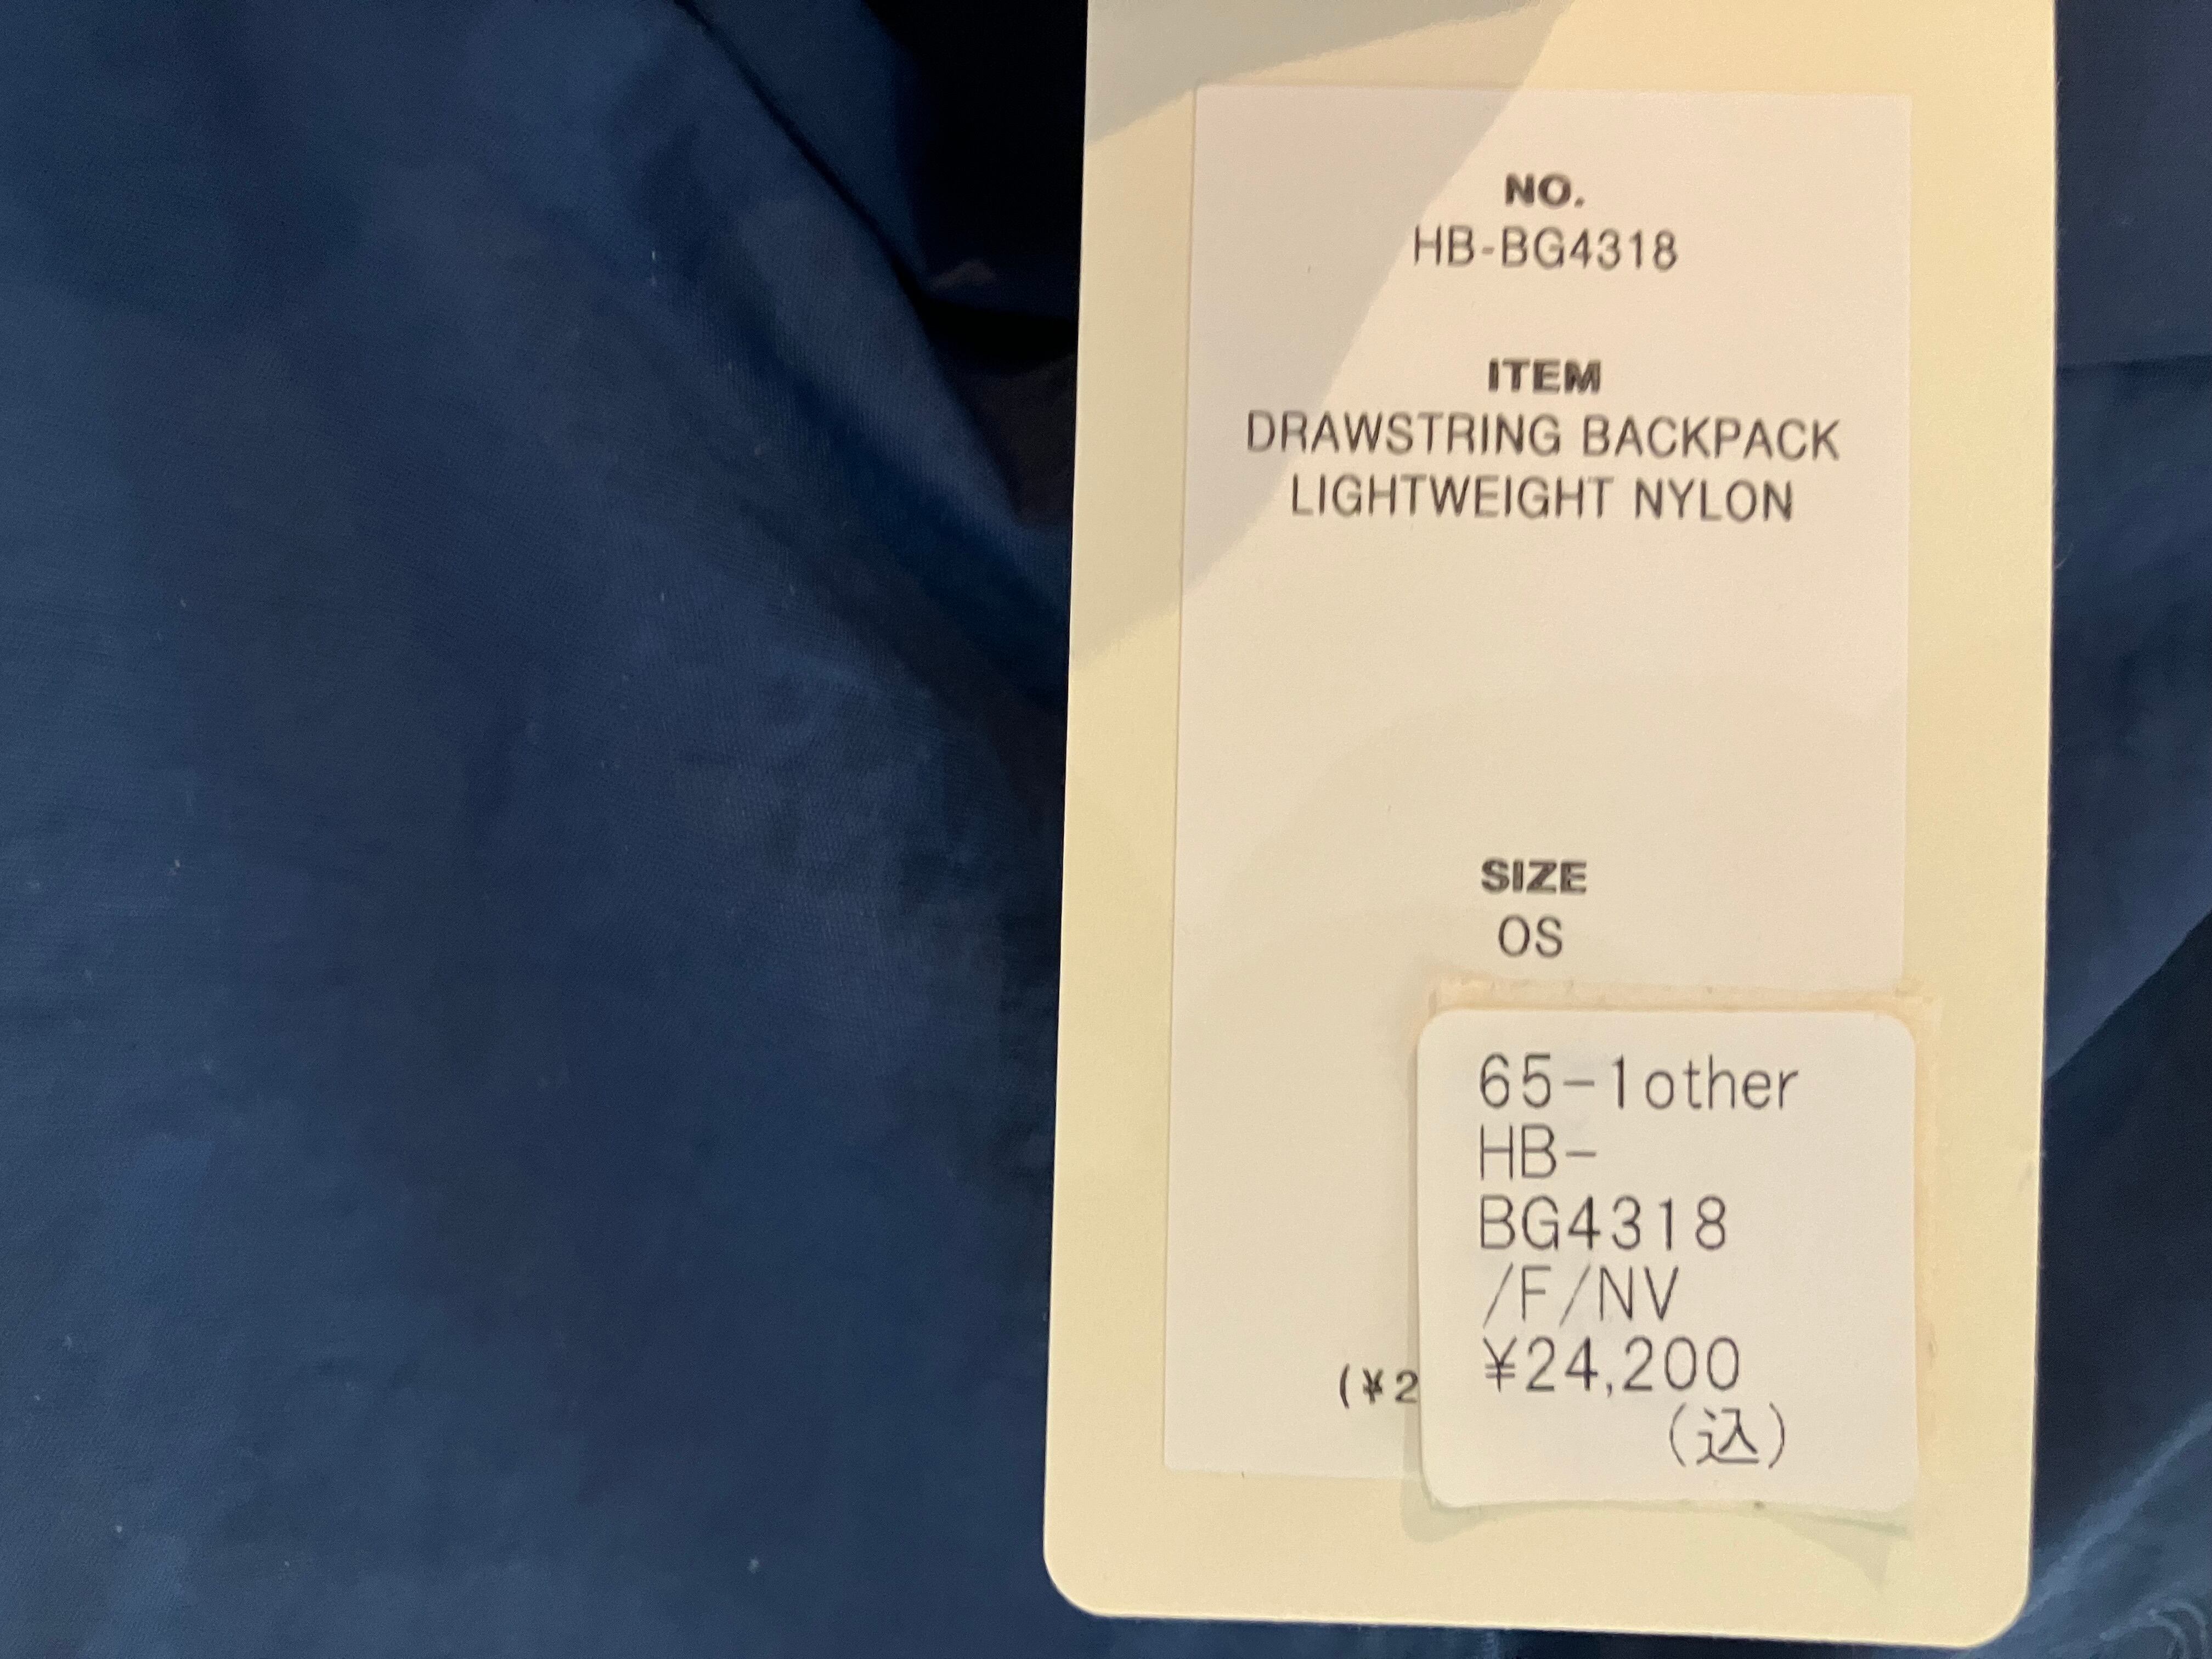 NO.
HB-BG4318
ITEM
DRAWSTRING BACKPACK
LIGHTWEIGHT NYLON
SIZE
OS
65-1other
HB-
BG4318
/F/NV
¥24,200
(込)
(¥2